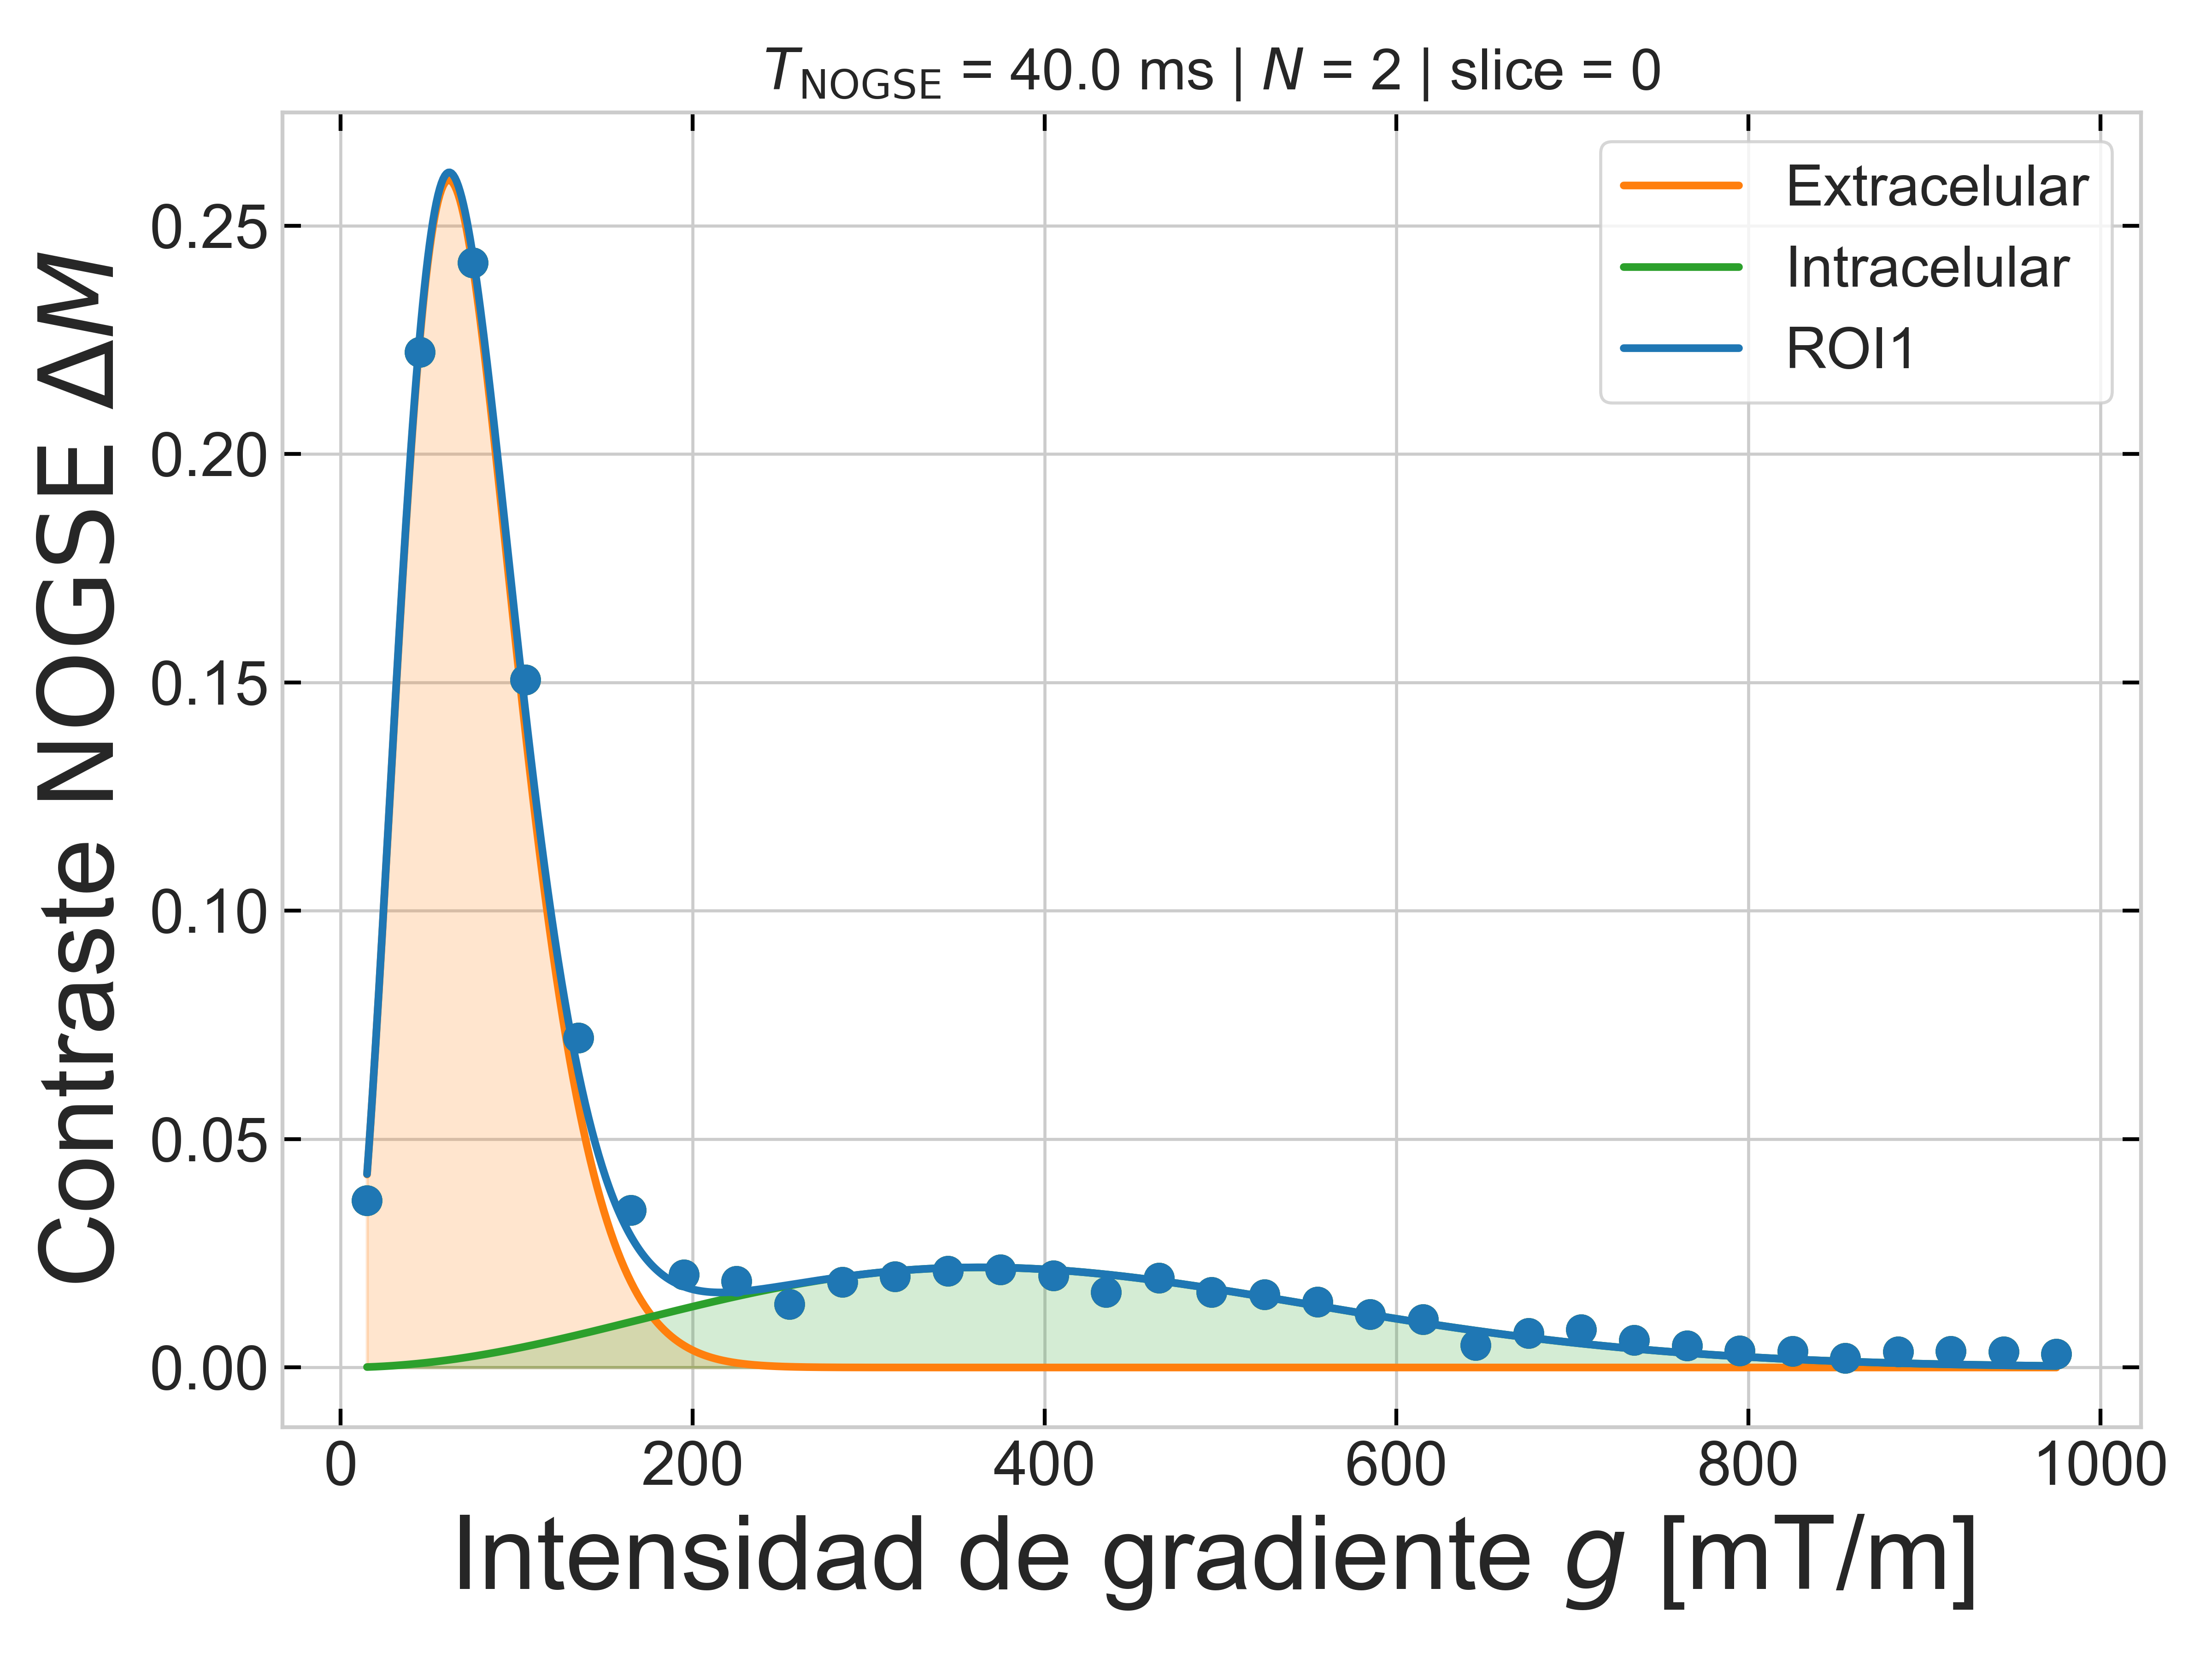 T_NOGSE = 40.0 ms | N = 2 | slice = 0
Extracelular
Intracelular
ROI1
Contraste NOGSE ΔM
0.25
0.20
0.15
0.10
0.05
0.00
0 200 400 600 800 1000
Intensidad de gradiente g [mT/m]